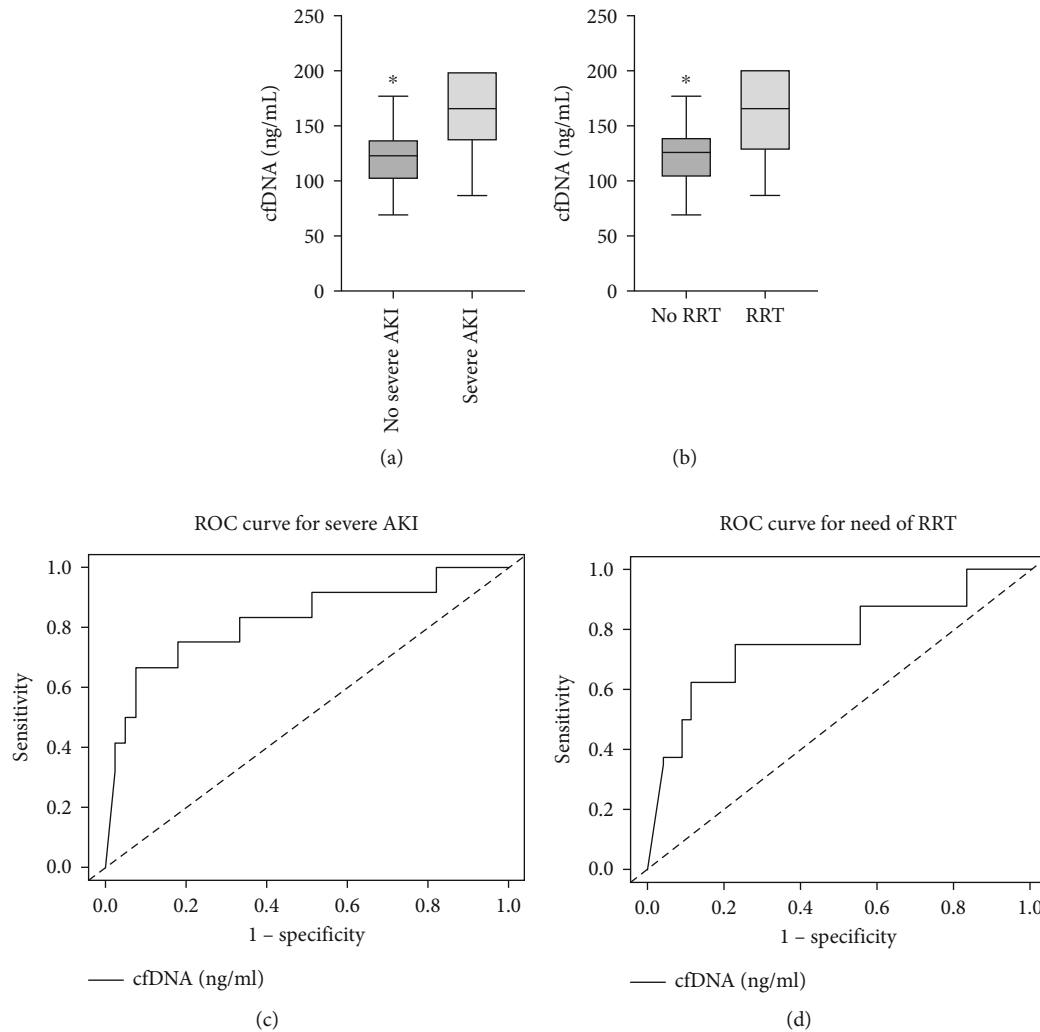 250
200
150
100
50
0
cfDNA (ng/mL)
*
No severe AKI
Severe AKI
(a)
250
200
150
100
50
0
cfDNA (ng/mL)
*
No RRT
RRT
(b)
ROC curve for severe AKI
1.0
0.8
0.6
0.4
0.2
0.0
Sensitivity
0.0 0.2 0.4 0.6 0.8 1.0
1 – specificity
cfDNA (ng/ml)
(c)
ROC curve for need of RRT
1.0
0.8
0.6
0.4
0.2
0.0
Sensitivity
0.0 0.2 0.4 0.6 0.8 1.0
1 – specificity
cfDNA (ng/ml)
(d)